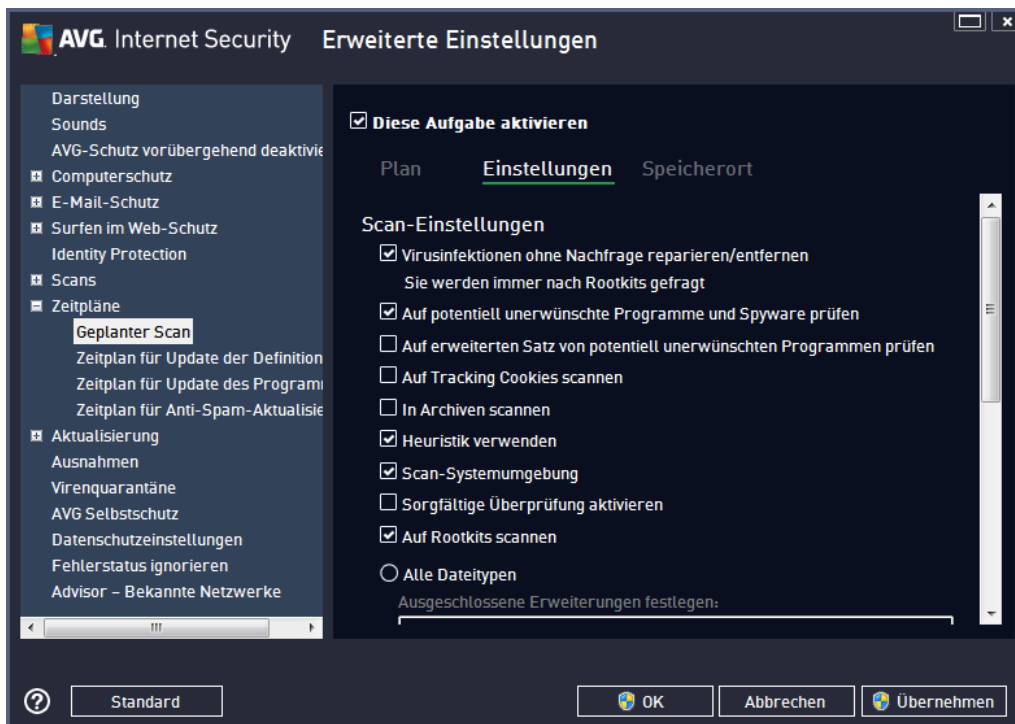 AVG. Internet Security Erweiterte Einstellungen
Darstellung
Sounds
AVG-Schutz vorübergehend deaktivie
Computerschutz
E-Mail-Schutz
Surfen im Web-Schutz
Identity Protection
Scans
Zeitpläne
Geplanter Scan
Zeitplan für Update der Definition
Zeitplan für Update des Program
Zeitplan für Anti-Spam-Aktualisie
Aktualisierung
Ausnahmen
Virenquarantäne
AVG Selbstschutz
Datenschutzeinstellungen
Fehlerstatus ignorieren
Advisor – Bekannte Netzwerke
Diese Aufgabe aktivieren
Plan Einstellungen Speicherort
Scan-Einstellungen
Virusinfektionen ohne Nachfrage reparieren/entfernen
Sie werden immer nach Rootkits gefragt
Auf potentiell unerwünschte Programme und Spyware prüfen
Auf erweiterten Satz von potentiell unerwünschten Programmen prüfen
Auf Tracking Cookies scannen
In Archiven scannen
Heuristik verwenden
Scan-Systemumgebung
Sorgfältige Überprüfung aktivieren
Auf Rootkits scannen
Alle Dateitypen
Ausgeschlossene Erweiterungen festlegen:
Standard OK Abbrechen Übernehmen